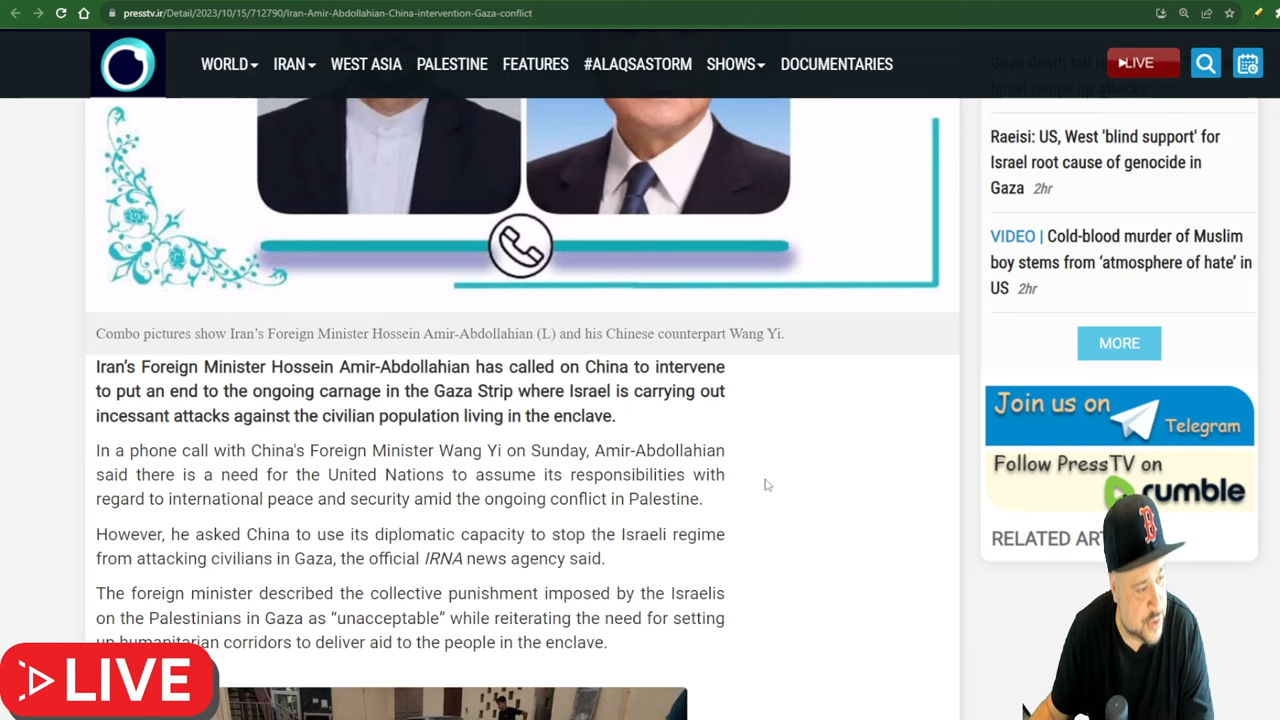 presstv.ir/Detail/2023/10/15/712790/Iran-Amir-Abdollahian-China-intervention-Gaza-conflict
WORLD IRAN WEST ASIA PALESTINE FEATURES #ALAQSASTORM SHOWS DOCUMENTARIES
LIVE
Combo pictures show Iran’s Foreign Minister Hossein Amir-Abdollahian (L) and his Chinese counterpart Wang Yi.
Iran’s Foreign Minister Hossein Amir-Abdollahian has called on China to intervene
to put an end to the ongoing carnage in the Gaza Strip where Israel is carrying out
incessant attacks against the civilian population living in the enclave.
In a phone call with China's Foreign Minister Wang Yi on Sunday, Amir-Abdollahian
said there is a need for the United Nations to assume its responsibilities with
regard to international peace and security amid the ongoing conflict in Palestine.
However, he asked China to use its diplomatic capacity to stop the Israeli regime
from attacking civilians in Gaza, the official IRNA news agency said.
The foreign minister described the collective punishment imposed by the Israelis
on the Palestinians in Gaza as “unacceptable” while reiterating the need for setting
up humanitarian corridors to deliver aid to the people in the enclave.
Gaza death toll
Israel ramps up attacks
Raeisi: US, West 'blind support' for
Israel root cause of genocide in
Gaza 2hr
VIDEO | Cold-blood murder of Muslim
boy stems from ‘atmosphere of hate’ in
US 2hr
MORE
Join us on
Telegram
Follow PressTV on
rumble
RELATED
B
LIVE